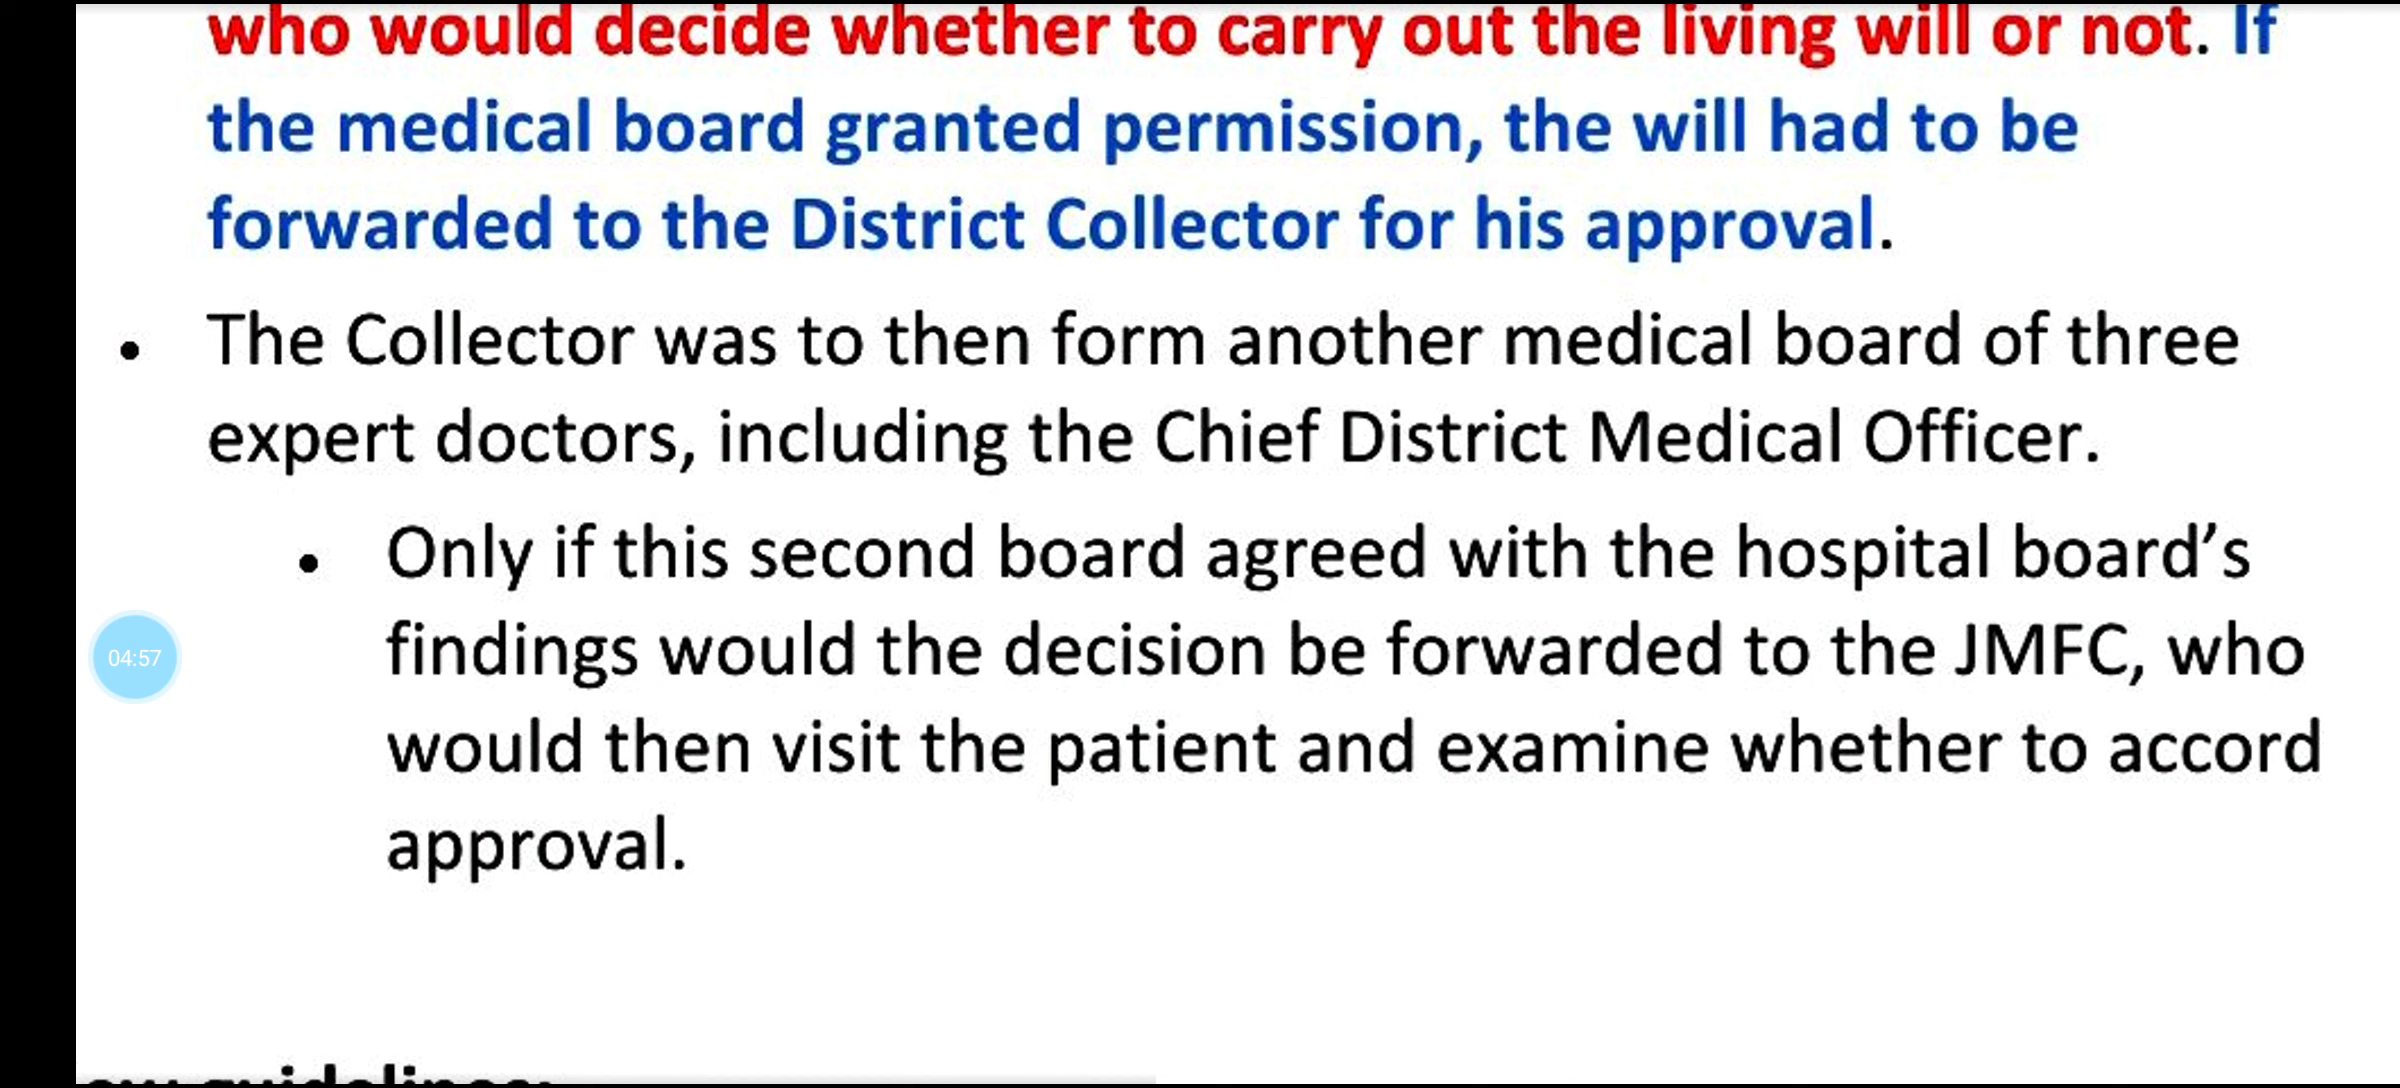 who would decide whether to carry out the living will or not. If
the medical board granted permission, the will had to be
forwarded to the District Collector for his approval.
• The Collector was to then form another medical board of three
expert doctors, including the Chief District Medical Officer.
• Only if this second board agreed with the hospital board’s
findings would the decision be forwarded to the JMFC, who
would then visit the patient and examine whether to accord
approval.
04:57
guidelines: